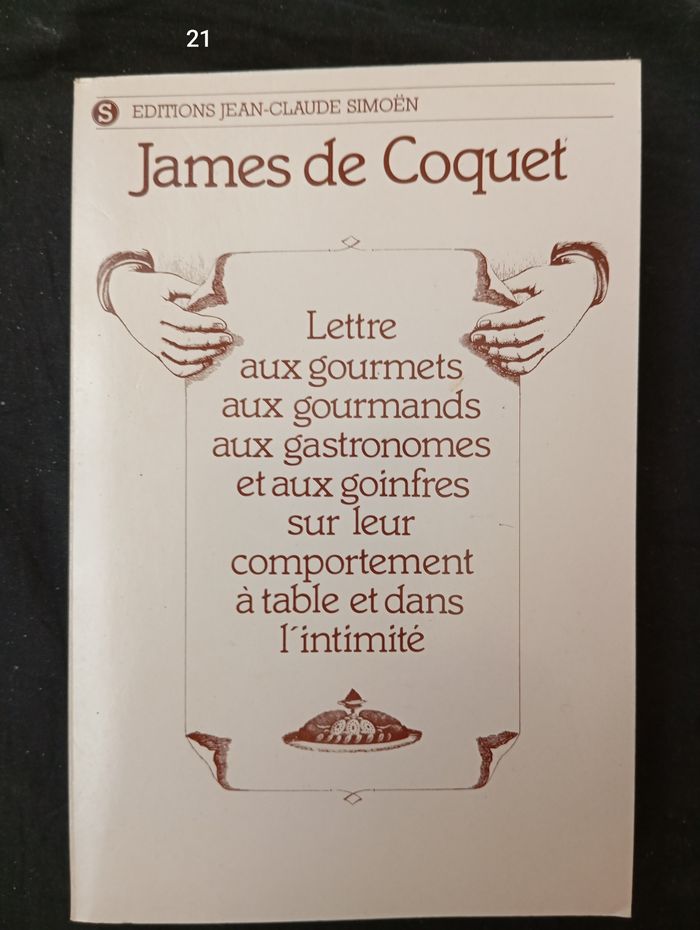 21
S EDITIONS JEAN-CLAUDE SIMOËN
James de Coquet
Lettre
aux gourmets
aux gourmands
aux gastronomes
et aux goinfres
sur leur
comportement
à table et dans
l´intimité